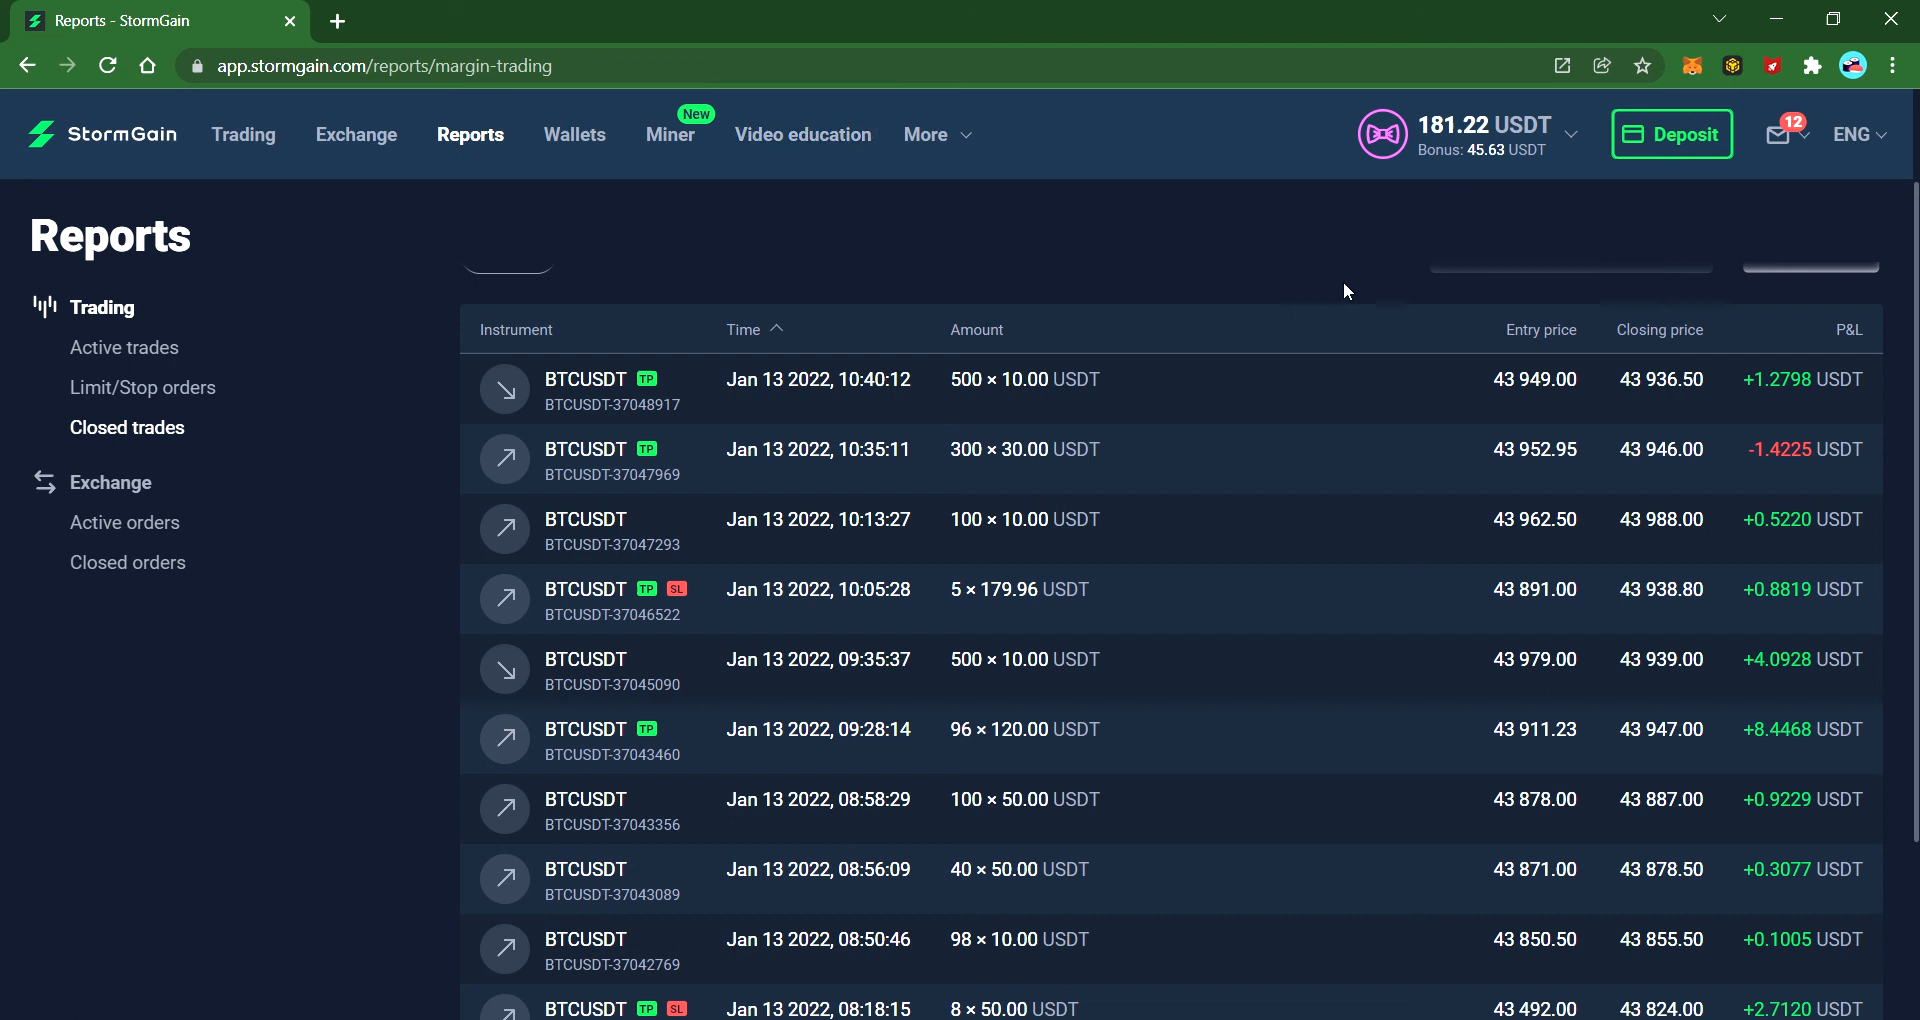 Reports - StormGain
app.stormgain.com/reports/margin-trading
StormGain Trading Exchange Reports Wallets Miner New Video education More 181.22 USDT Bonus: 45.63 USDT Deposit 12 ENG
Reports
Trading
Active trades
Limit/Stop orders
Closed trades
Exchange
Active orders
Closed orders
Instrument Time Amount Entry price Closing price P&L
BTCUSDT TP Jan 13 2022, 10:40:12 500 × 10.00 USDT 43 949.00 43 936.50 +1.2798 USDT
BTCUSDT-37048917
BTCUSDT TP Jan 13 2022, 10:35:11 300 × 30.00 USDT 43 952.95 43 946.00 -1.4225 USDT
BTCUSDT-37047969
BTCUSDT Jan 13 2022, 10:13:27 100 × 10.00 USDT 43 962.50 43 988.00 +0.5220 USDT
BTCUSDT-37047293
BTCUSDT TP SL Jan 13 2022, 10:05:28 5 × 179.96 USDT 43 891.00 43 938.80 +0.8819 USDT
BTCUSDT-37046522
BTCUSDT Jan 13 2022, 09:35:37 500 × 10.00 USDT 43 979.00 43 939.00 +4.0928 USDT
BTCUSDT-37045090
BTCUSDT TP Jan 13 2022, 09:28:14 96 × 120.00 USDT 43 911.23 43 947.00 +8.4468 USDT
BTCUSDT-37043460
BTCUSDT Jan 13 2022, 08:58:29 100 × 50.00 USDT 43 878.00 43 887.00 +0.9229 USDT
BTCUSDT-37043356
BTCUSDT Jan 13 2022, 08:56:09 40 × 50.00 USDT 43 871.00 43 878.50 +0.3077 USDT
BTCUSDT-37043089
BTCUSDT Jan 13 2022, 08:50:46 98 × 10.00 USDT 43 850.50 43 855.50 +0.1005 USDT
BTCUSDT-37042769
BTCUSDT TP SL Jan 13 2022, 08:18:15 8 × 50.00 USDT 43 492.00 43 824.00 +2.7120 USDT